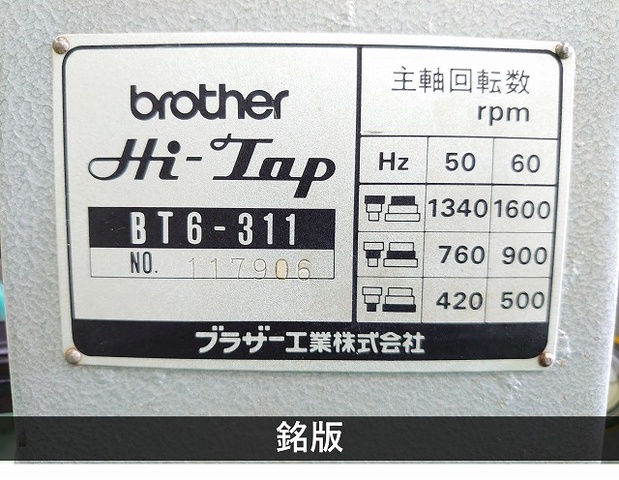 brother
Hi-Tap
BT6-311
NO. 117906
主軸回転数
rpm
Hz 50 60
1340 1600
760 900
420 500
ブラザー工業株式会社
銘版